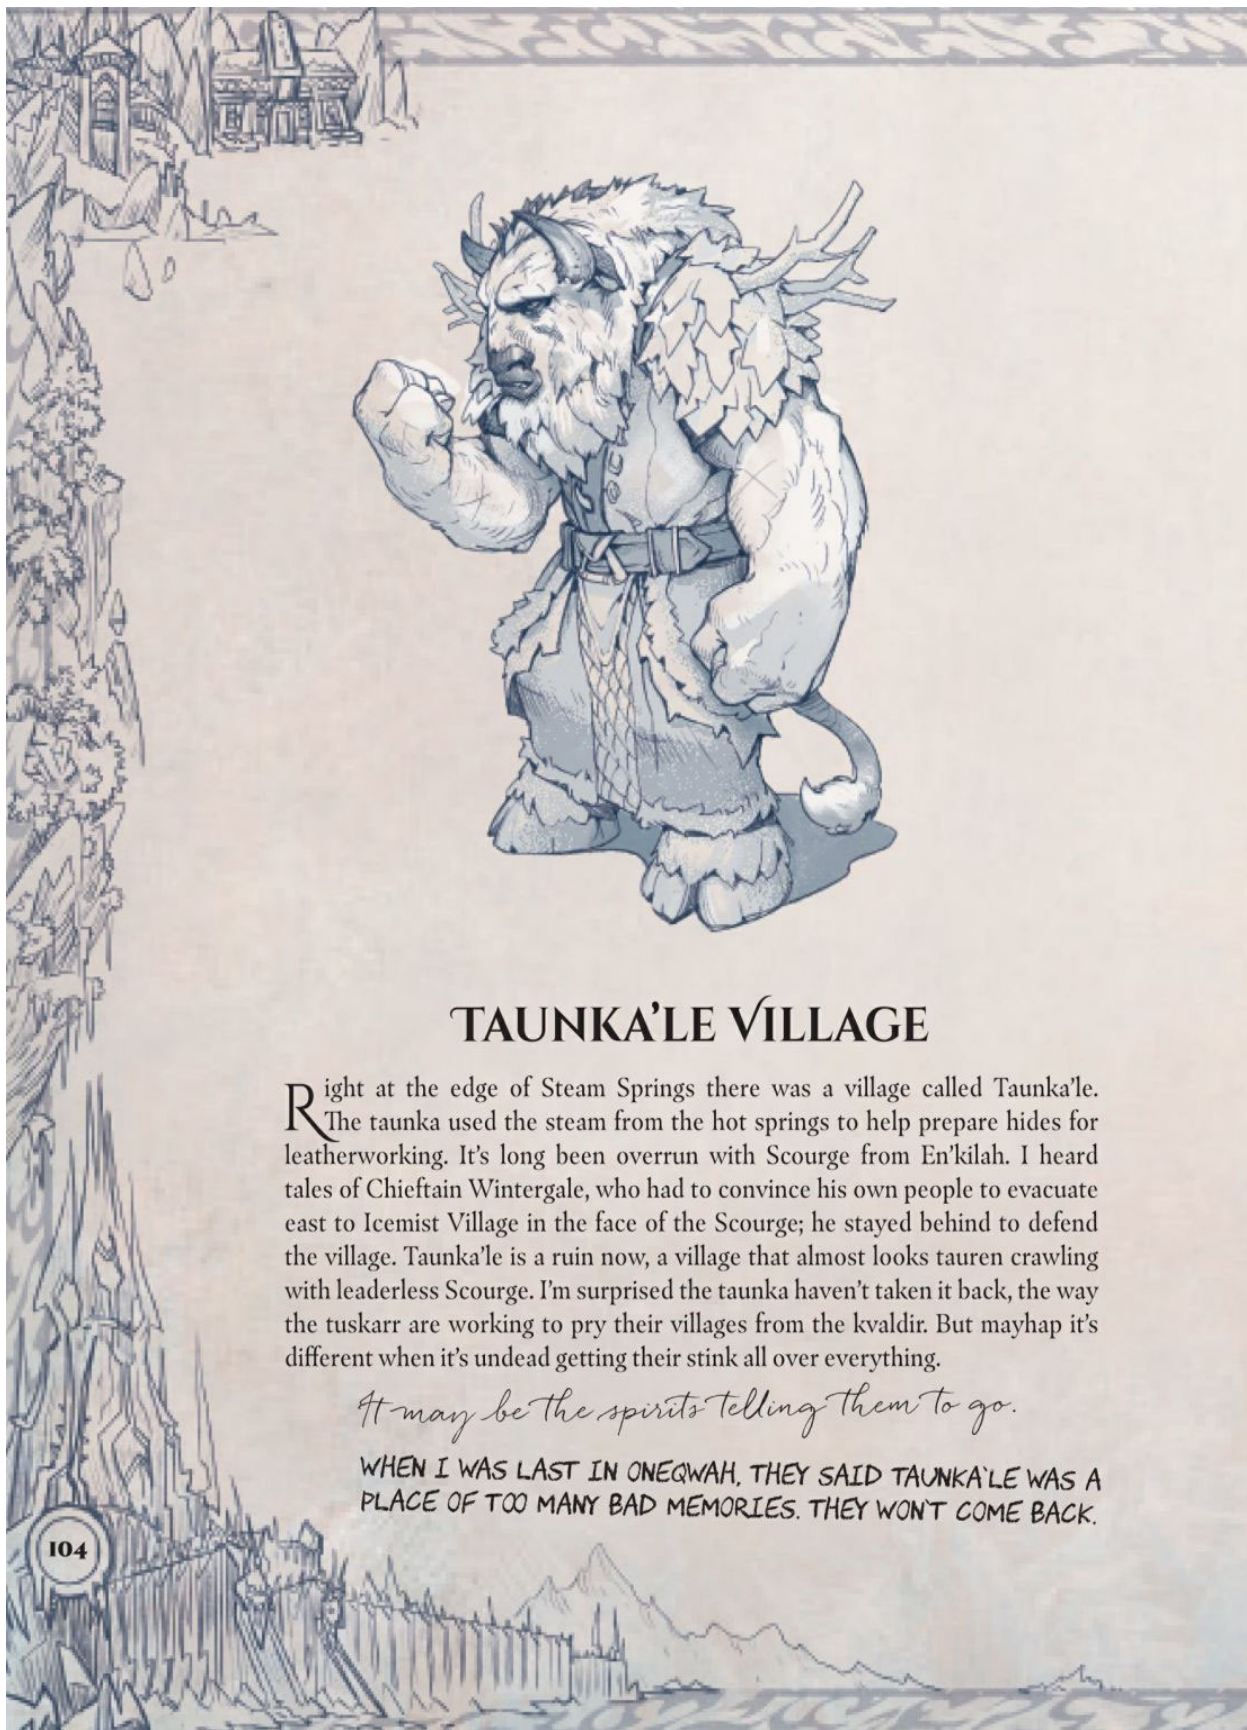 TAUNKA’LE VILLAGE
Right at the edge of Steam Springs there was a village called Taunka’le.
The taunka used the steam from the hot springs to help prepare hides for
leatherworking. It’s long been overrun with Scourge from En’kilah. I heard
tales of Chieftain Wintergale, who had to convince his own people to evacuate
east to Icemist Village in the face of the Scourge; he stayed behind to defend
the village. Taunka’le is a ruin now, a village that almost looks tauren crawling
with leaderless Scourge. I’m surprised the taunka haven’t taken it back, the way
the tuskarr are working to pry their villages from the kvaldir. But mayhap it’s
different when it’s undead getting their stink all over everything.
It may be the spirits telling them to go.
WHEN I WAS LAST IN ONEQWAH, THEY SAID TAUNKA'LE WAS A
PLACE OF TOO MANY BAD MEMORIES. THEY WON'T COME BACK.
104